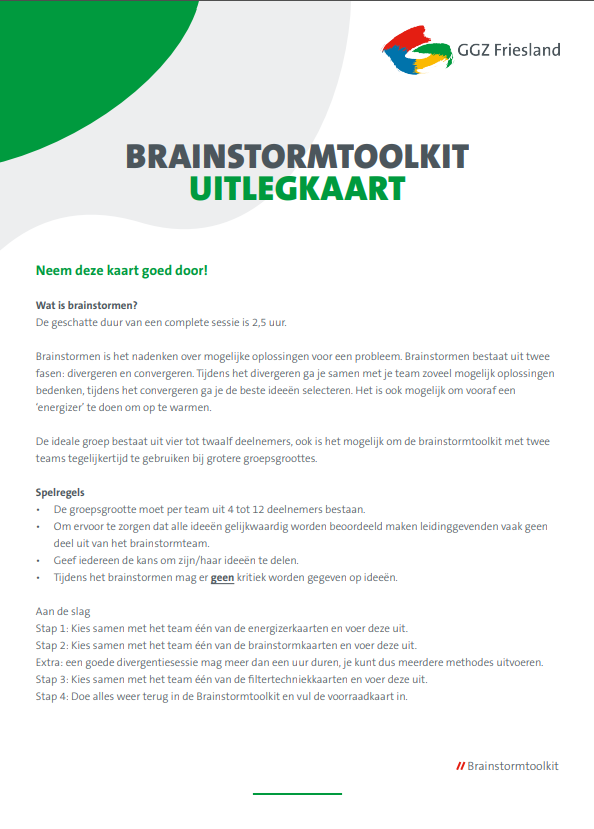 GGZ Friesland
BRAINSTORMTOOLKIT
UITLEGKAART
Neem deze kaart goed door!
Wat is brainstormen?
De geschatte duur van een complete sessie is 2,5 uur.
Brainstormen is het nadenken over mogelijke oplossingen voor een probleem. Brainstormen bestaat uit twee
fasen: divergeren en convergeren. Tijdens het divergeren ga je samen met je team zoveel mogelijk oplossingen
bedenken, tijdens het convergeren ga je de beste ideeën selecteren. Het is ook mogelijk om vooraf een
‘energizer’ te doen om op te warmen.
De ideale groep bestaat uit vier tot twaalf deelnemers, ook is het mogelijk om de brainstormtoolkit met twee
teams tegelijkertijd te gebruiken bij grotere groepsgroottes.
Spelregels
• De groepsgrootte moet per team uit 4 tot 12 deelnemers bestaan.
• Om ervoor te zorgen dat alle ideeën gelijkwaardig worden beoordeeld maken leidinggevenden vaak geen
deel uit van het brainstormteam.
• Geef iedereen de kans om zijn/haar ideeën te delen.
• Tijdens het brainstormen mag er geen kritiek worden gegeven op ideeën.
Aan de slag
Stap 1: Kies samen met het team één van de energizerkaarten en voer deze uit.
Stap 2: Kies samen met het team één van de brainstormkaarten en voer deze uit.
Extra: een goede divergentiesessie mag meer dan een uur duren, je kunt dus meerdere methodes uitvoeren.
Stap 3: Kies samen met het team één van de filtertechniekkaarten en voer deze uit.
Stap 4: Doe alles weer terug in de Brainstormtoolkit en vul de voorraadkaart in.
// Brainstormtoolkit